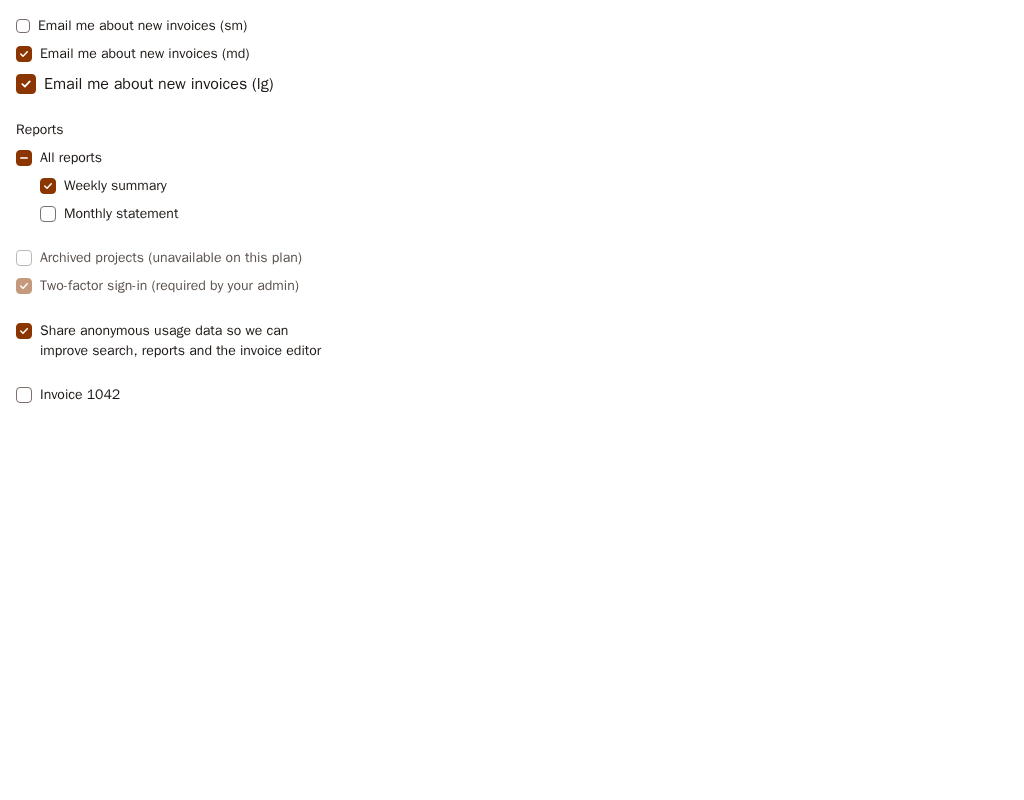 Email me about new invoices (sm)
Email me about new invoices (md)
Email me about new invoices (lg)
Reports
All reports
Weekly summary
Monthly statement
Archived projects (unavailable on this plan)
Two-factor sign-in (required by your admin)
Share anonymous usage data so we can
improve search, reports and the invoice editor
Invoice 1042